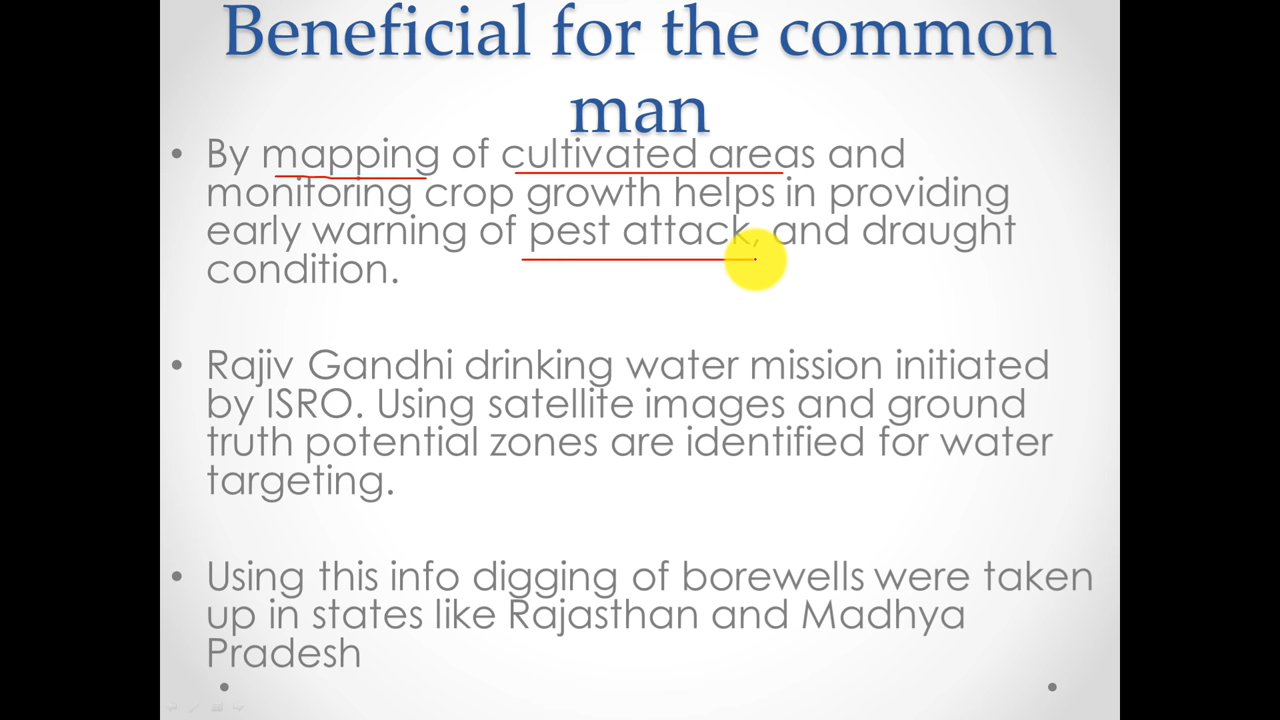 Beneficial for the common
man
• By mapping of cultivated areas and
monitoring crop growth helps in providing
early warning of pest attack, and draught
condition.
• Rajiv Gandhi drinking water mission initiated
by ISRO. Using satellite images and ground
truth potential zones are identified for water
targeting.
• Using this info digging of borewells were taken
up in states like Rajasthan and Madhya
Pradesh